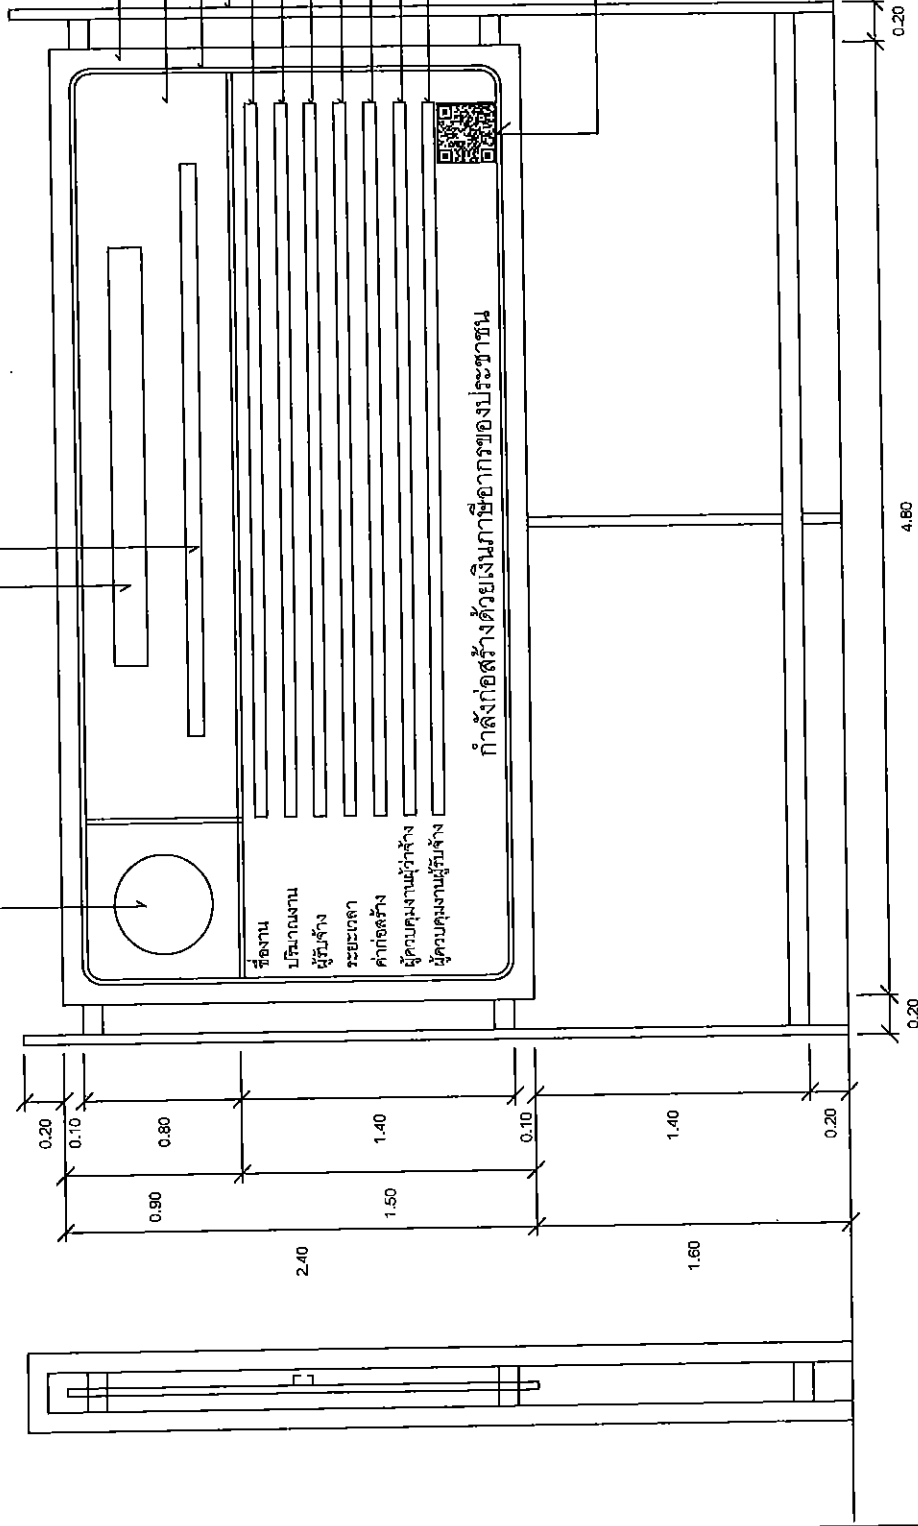 ชื่องาน
ปริมาณงาน
ผู้รับจ้าง
ระยะเวลา
ค่าก่อสร้าง
ผู้ควบคุมงานผู้ว่าจ้าง
ผู้ควบคุมงานผู้รับจ้าง
กำลังก่อสร้างด้วยเงินภาษีอากรของประชาชน
0.20
0.10
0.80
1.40
0.10
1.40
0.20
0.90
1.50
2.40
1.60
0.20
4.80
0.20